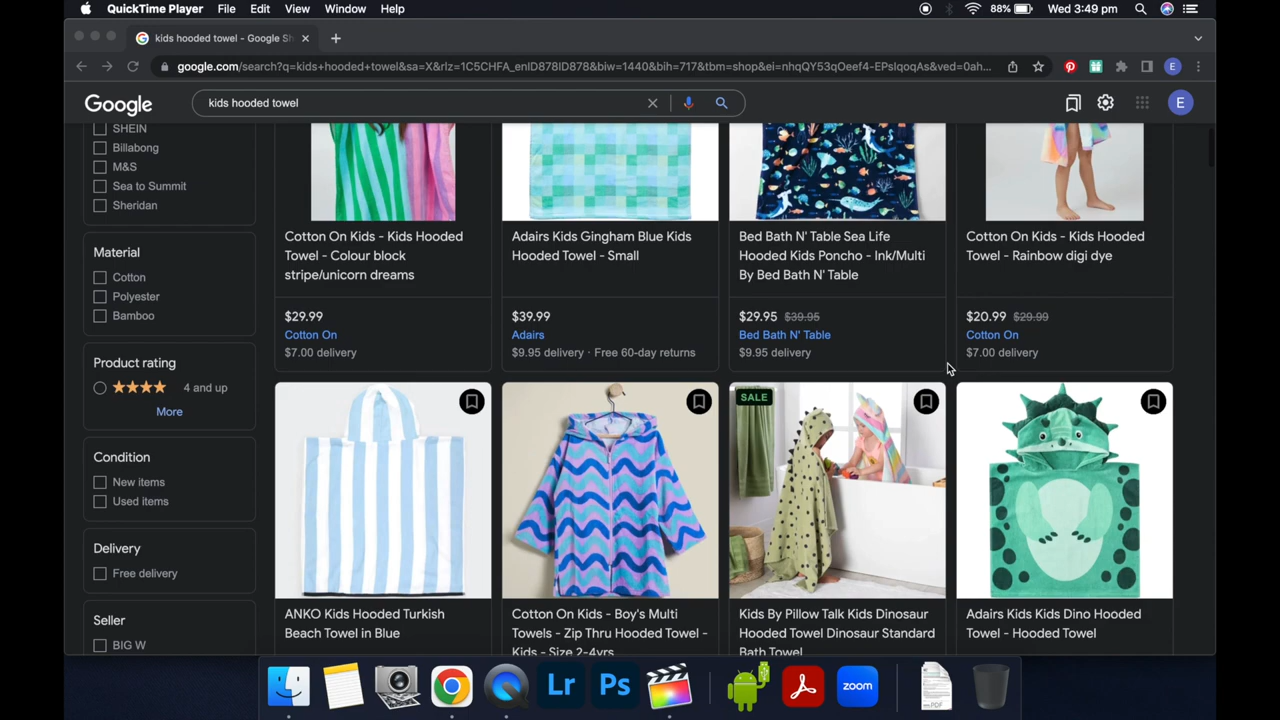 QuickTime Player File Edit View Window Help 88% Wed 3:49 pm
kids hooded towel - Google Sh
google.com/search?q=kids+hooded+towel&sa=X&rlz=1C5CHFA_enID878ID878&biw=1440&bih=717&tbm=shop&ei=nhqQY53qOeef4-EPsIqoqAs&ved=0ah... E
Google kids hooded towel E
SHEIN
Billabong
M&S
Sea to Summit
Sheridan
Material
Cotton
Polyester
Bamboo
Product rating
4 and up
More
Condition
New items
Used items
Delivery
Free delivery
Seller
BIG W
Cotton On Kids - Kids Hooded
Towel - Colour block
stripe/unicorn dreams
$29.99
Cotton On
$7.00 delivery
Adairs Kids Gingham Blue Kids
Hooded Towel - Small
$39.99
Adairs
$9.95 delivery · Free 60-day returns
Bed Bath N' Table Sea Life
Hooded Kids Poncho - Ink/Multi
By Bed Bath N' Table
$29.95 $39.95
Bed Bath N' Table
$9.95 delivery
Cotton On Kids - Kids Hooded
Towel - Rainbow digi dye
$20.99 $29.99
Cotton On
$7.00 delivery
ANKO Kids Hooded Turkish
Beach Towel in Blue
Cotton On Kids - Boy's Multi
Towels - Zip Thru Hooded Towel -
Kids - Size 2-4yrs
SALE
Kids By Pillow Talk Kids Dinosaur
Hooded Towel Dinosaur Standard
Bath Towel
Adairs Kids Kids Dino Hooded
Towel - Hooded Towel
Lr Ps zoom
PDF